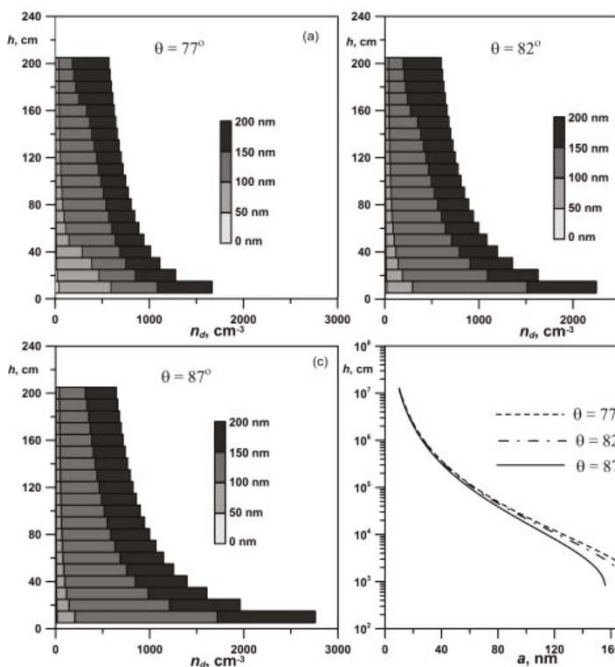 240
h, cm
200
160
120
80
40
0
θ = 77°
(a)
200 nm
150 nm
100 nm
50 nm
0 nm
0
1000
2000
3000
n_d, cm⁻³
240
h, cm
200
160
120
80
40
0
θ = 82°
200 nm
150 nm
100 nm
50 nm
0 nm
0
1000
2000
n_d, cm⁻³
240
h, cm
200
160
120
80
40
0
θ = 87°
(c)
200 nm
150 nm
100 nm
50 nm
0 nm
0
1000
2000
3000
n_d, cm⁻³
10⁸
h, cm
10⁷
10⁶
10⁵
10⁴
10³
10²
θ = 77
θ = 82
θ = 87
0
40
80
120
a, nm